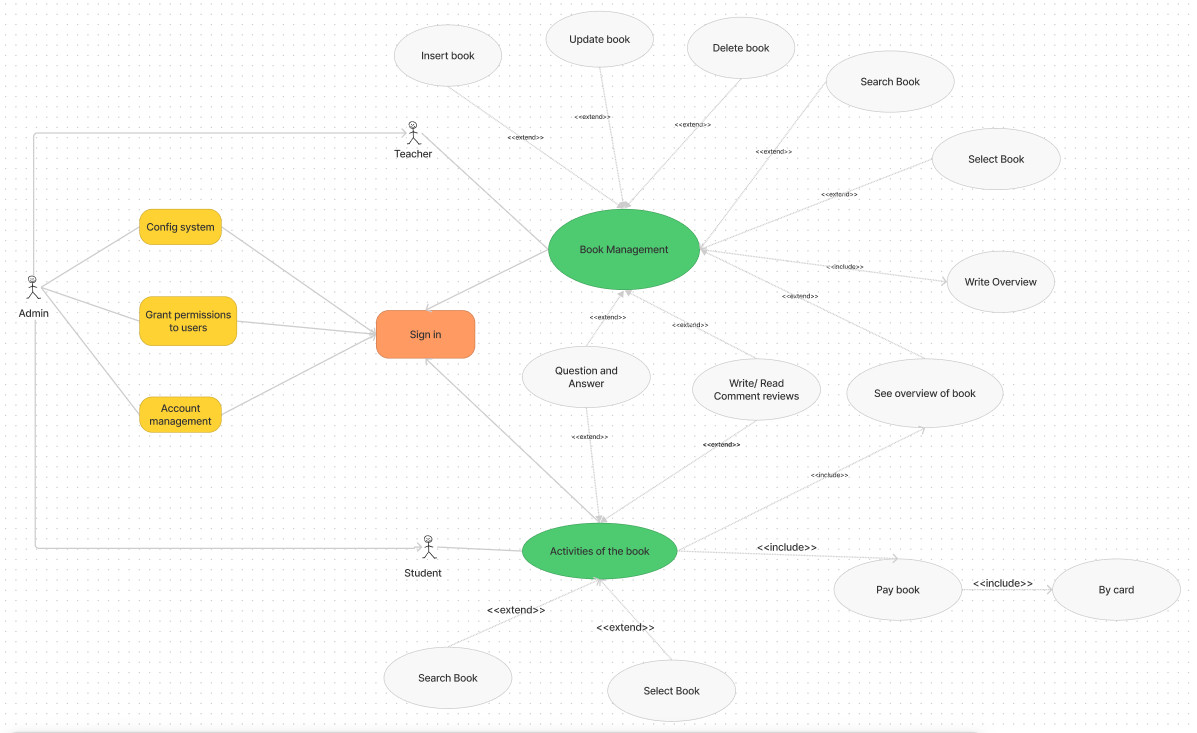 Insert book
Update book
Delete book
Search Book
<<extend>>
<<extend>>
<<extend>>
<<extend>>
Teacher
Select Book
<<extend>>
Config system
Book Management
<<include>>
Write Overview
<<extend>>
Admin
Grant permissions
to users
Sign in
<<extend>>
<<extend>>
Question and
Answer
Write/ Read
Comment reviews
See overview of book
Account
management
<<extend>>
<<extend>>
<<include>>
Student
Activities of the book
<<include>>
Pay book
<<include>>
By card
<<extend>>
<<extend>>
Search Book
Select Book